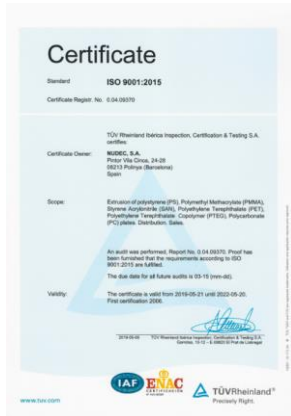 Certificate
Standard ISO 9001:2015
Certificate Registr. No. 0.04.09370
TÜV Rheinland Ibérica Inspection, Certification & Testing S.A.
certifies:
Certificate Owner: NUDEC, S.A.
Pintor Vila Cinca, 24-28
08213 Polinya (Barcelona)
Spain
Scope: Extrusion of polystyrene (PS), Polymethyl Methacrylate (PMMA),
Styrene Acrylonitrile (SAN), Polyethylene Terephthalate (PET),
Polyethylene Terephthalate Copolymer (PTEG), Polycarbonate
(PC) plates. Distribution. Sales.
An audit was performed, Report No. 0.04.09370. Proof has
been furnished that the requirements according to ISO
9001:2015 are fulfilled.
The due date for all future audits is 03-15 (mm-dd).
Validity: The certificate is valid from 2019-05-21 until 2022-05-20.
First certification 2006.
TÜV Rheinland Ibérica Inspection, Certification & Testing S.A.
IAF
ENAC
CERTIFICACIÓN
www.tuv.com
TÜVRheinland®
Precisely Right.